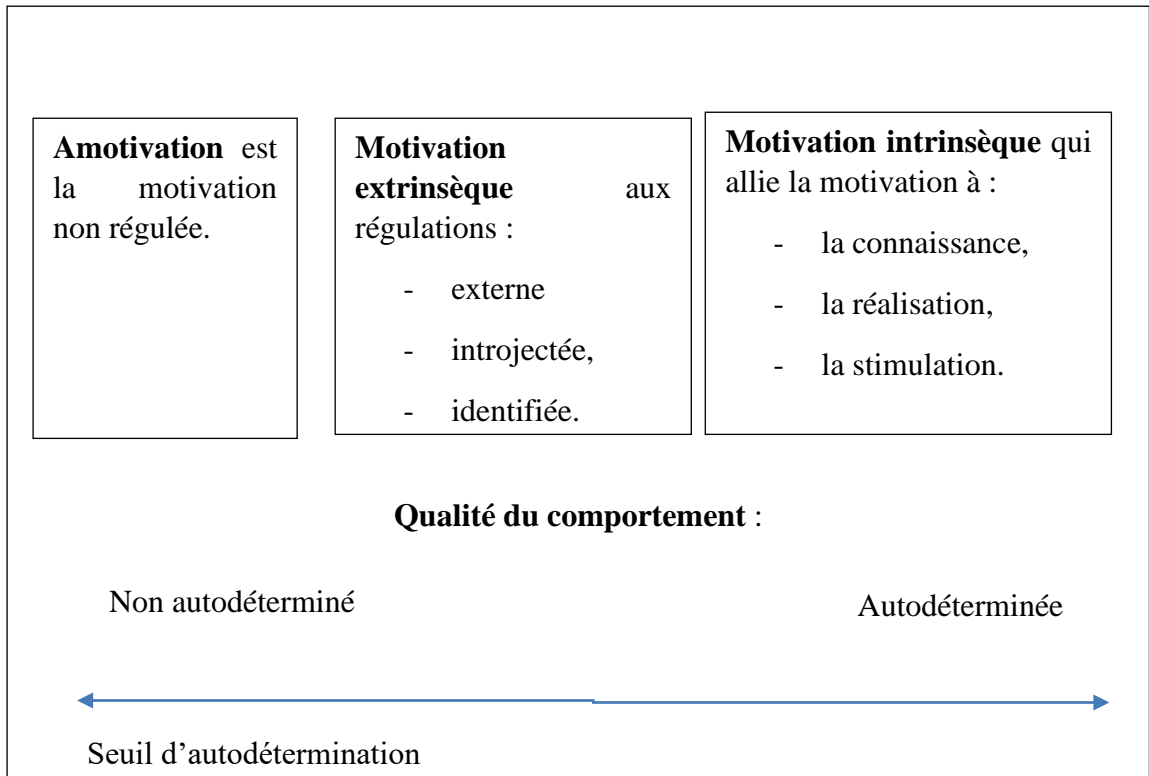 Amotivation est
la motivation
non régulée.
Motivation
extrinsèque aux
régulations :
- externe
- introjectée,
- identifiée.
Motivation intrinsèque qui
allie la motivation à :
- la connaissance,
- la réalisation,
- la stimulation.
Qualité du comportement :
Non autodéterminé
Autodéterminée
Seuil d’autodétermination